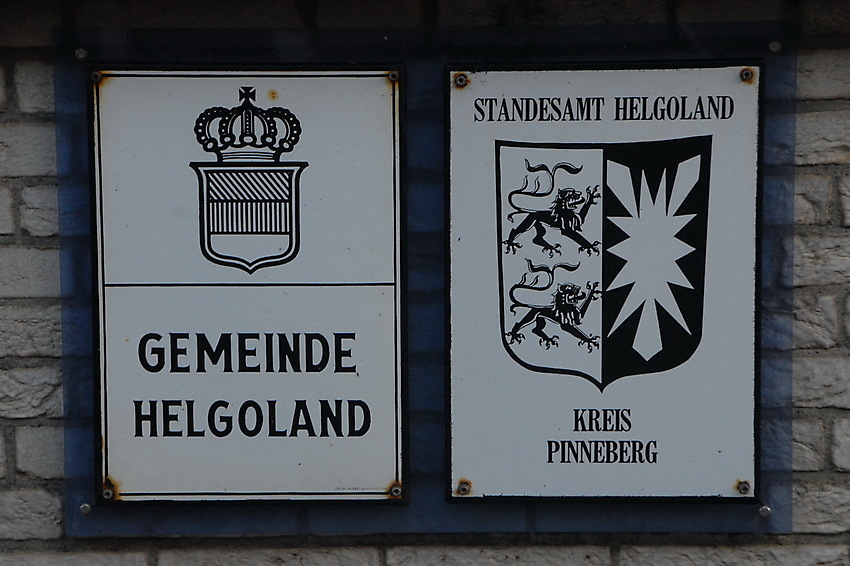 GEMEINDE
HELGOLAND
STANDESAMT HELGOLAND
KREIS
PINNEBERG